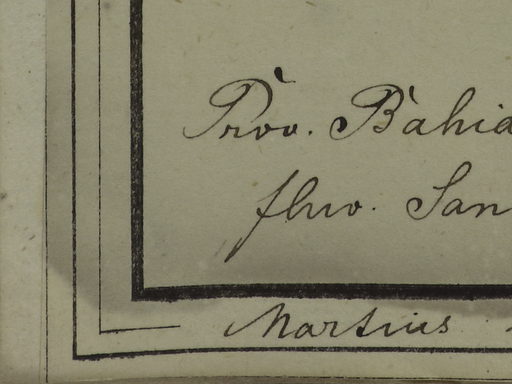 Prov. Bahia
fluv. San
Martius